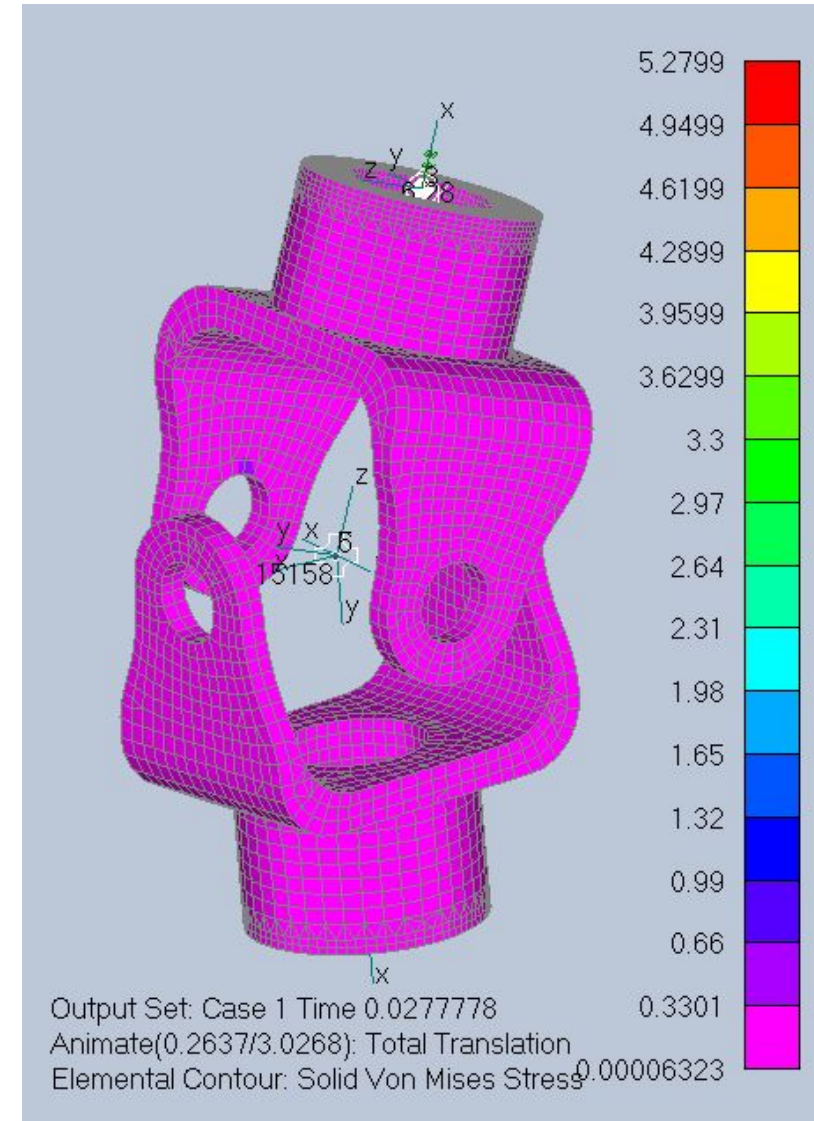 5.2799
4.9499
4.6199
4.2899
3.9599
3.6299
3.3
2.97
2.64
2.31
1.98
1.65
1.32
0.99
0.66
0.3301
0.00006323
x
y
z
z
y x
15158
y
x
Output Set: Case 1 Time 0.0277778
Animate(0.2637/3.0268): Total Translation
Elemental Contour: Solid Von Mises Stress